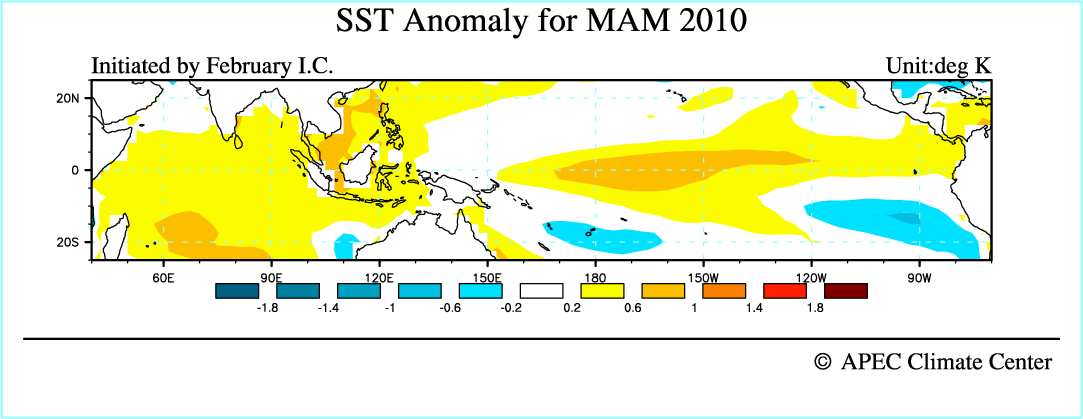 SST Anomaly for MAM 2010
Initiated by February I.C. Unit:deg K
20N
0
20S
60E 90E 120E 150E 180 150W 120W 90W
-1.8 -1.4 -1 -0.6 -0.2 0.2 0.6 1 1.4 1.8
© APEC Climate Center